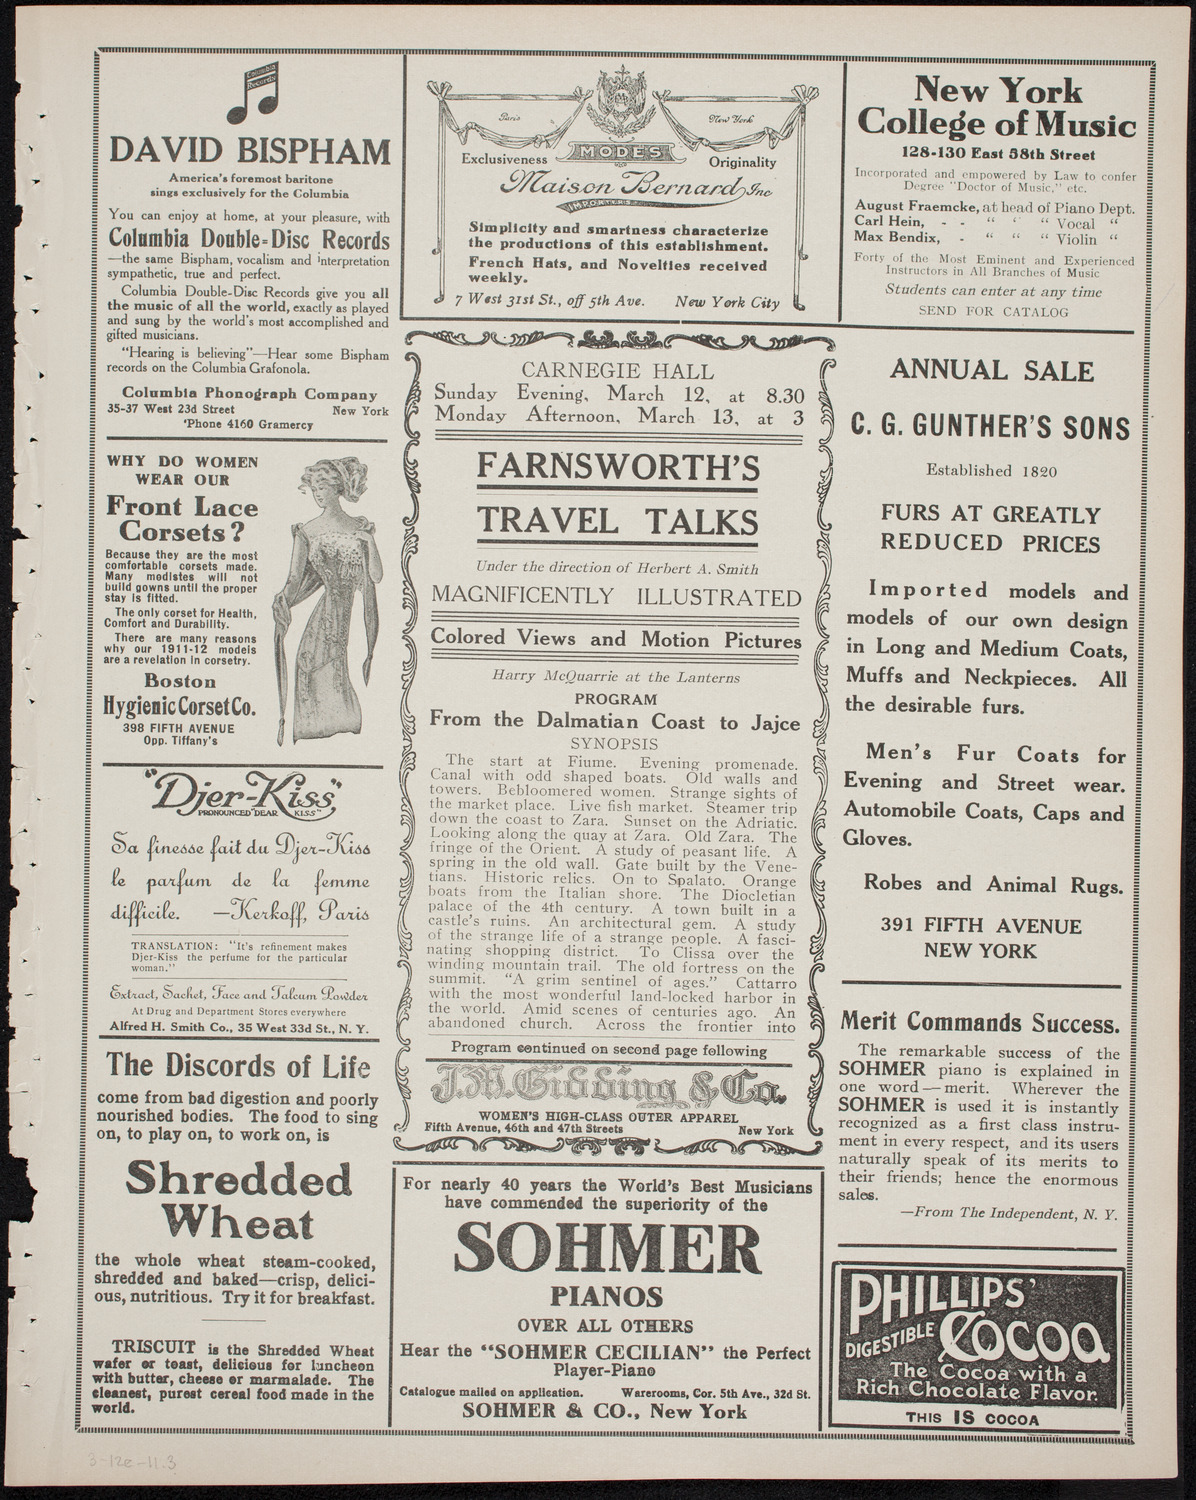 Columbia
Records
DAVID BISPHAM
America's foremost baritone
sings exclusively for the Columbia
You can enjoy at home, at your pleasure, with
Columbia Double=Disc Records
—the same Bispham, vocalism and interpretation
sympathetic, true and perfect.
Columbia Double-Disc Records give you all
the music of all the world, exactly as played
and sung by the world's most accomplished and
gifted musicians.
"Hearing is believing"—Hear some Bispham
records on the Columbia Grafonola.
Columbia Phonograph Company
35-37 West 23d Street New York
'Phone 4160 Gramercy
WHY DO WOMEN
WEAR OUR
Front Lace
Corsets?
Because they are the most
comfortable corsets made.
Many modistes will not
build gowns until the proper
stay is fitted.
The only corset for Health,
Comfort and Durability.
There are many reasons
why our 1911-12 models
are a revelation in corsetry.
Boston
Hygienic Corset Co.
398 FIFTH AVENUE
Opp. Tiffany's
"Djer-Kiss"
PRONOUNCED "DEAR KISS"
Sa finesse fait du Djer-Kiss
le parfum de la femme
difficile. —Kerkoff, Paris
TRANSLATION: "It's refinement makes
Djer-Kiss the perfume for the particular
woman."
Extract, Sachet, Face and Talcum Powder
At Drug and Department Stores everywhere
Alfred H. Smith Co., 35 West 33d St., N. Y.
The Discords of Life
come from bad digestion and poorly
nourished bodies. The food to sing
on, to play on, to work on, is
Shredded
Wheat
the whole wheat steam-cooked,
shredded and baked—crisp, delici-
ous, nutritious. Try it for breakfast.
TRISCUIT is the Shredded Wheat
wafer or toast, delicious for luncheon
with butter, cheese or marmalade. The
cleanest, purest cereal food made in the
world.
Paris New York
Exclusiveness MODES Originality
Maison Bernard Inc
IMPORTERS
Simplicity and smartness characterize
the productions of this establishment.
French Hats, and Novelties received
weekly.
7 West 31st St., off 5th Ave. New York City
CARNEGIE HALL
Sunday Evening, March 12, at 8.30
Monday Afternoon, March 13, at 3
FARNSWORTH'S
TRAVEL TALKS
Under the direction of Herbert A. Smith
MAGNIFICENTLY ILLUSTRATED
Colored Views and Motion Pictures
Harry McQuarrie at the Lanterns
PROGRAM
From the Dalmatian Coast to Jajce
SYNOPSIS
The start at Fiume. Evening promenade.
Canal with odd shaped boats. Old walls and
towers. Bebloomered women. Strange sights of
the market place. Live fish market. Steamer trip
down the coast to Zara. Sunset on the Adriatic.
Looking along the quay at Zara. Old Zara. The
fringe of the Orient. A study of peasant life. A
spring in the old wall. Gate built by the Vene-
tians. Historic relics. On to Spalato. Orange
boats from the Italian shore. The Diocletian
palace of the 4th century. A town built in a
castle's ruins. An architectural gem. A study
of the strange life of a strange people. A fasci-
nating shopping district. To Clissa over the
winding mountain trail. The old fortress on the
summit. "A grim sentinel of ages." Cattarro
with the most wonderful land-locked harbor in
the world. Amid scenes of centuries ago. An
abandoned church. Across the frontier into
Program continued on second page following
J.M. Gidding & Co.
WOMEN'S HIGH-CLASS OUTER APPAREL
Fifth Avenue, 46th and 47th Streets New York
For nearly 40 years the World's Best Musicians
have commended the superiority of the
SOHMER
PIANOS
OVER ALL OTHERS
Hear the "SOHMER CECILIAN" the Perfect
Player-Piano
Catalogue mailed on application. Warerooms, Cor. 5th Ave., 32d St.
SOHMER & CO., New York
New York
College of Music
128-130 East 58th Street
Incorporated and empowered by Law to confer
Degree "Doctor of Music," etc.
August Fraemcke, at head of Piano Dept.
Carl Hein, - - " " " Vocal "
Max Bendix, - " " " Violin "
Forty of the Most Eminent and Experienced
Instructors in All Branches of Music
Students can enter at any time
SEND FOR CATALOG
ANNUAL SALE
C. G. GUNTHER'S SONS
Established 1820
FURS AT GREATLY
REDUCED PRICES
Imported models and
models of our own design
in Long and Medium Coats,
Muffs and Neckpieces. All
the desirable furs.
Men's Fur Coats for
Evening and Street wear.
Automobile Coats, Caps and
Gloves.
Robes and Animal Rugs.
391 FIFTH AVENUE
NEW YORK
Merit Commands Success.
The remarkable success of the
SOHMER piano is explained in
one word—merit. Wherever the
SOHMER is used it is instantly
recognized as a first class instru-
ment in every respect, and its users
naturally speak of its merits to
their friends; hence the enormous
sales.
—From The Independent, N. Y.
PHILLIPS'
DIGESTIBLE COCOA
The Cocoa with a
Rich Chocolate Flavor.
THIS IS COCOA
3-12e-11.3